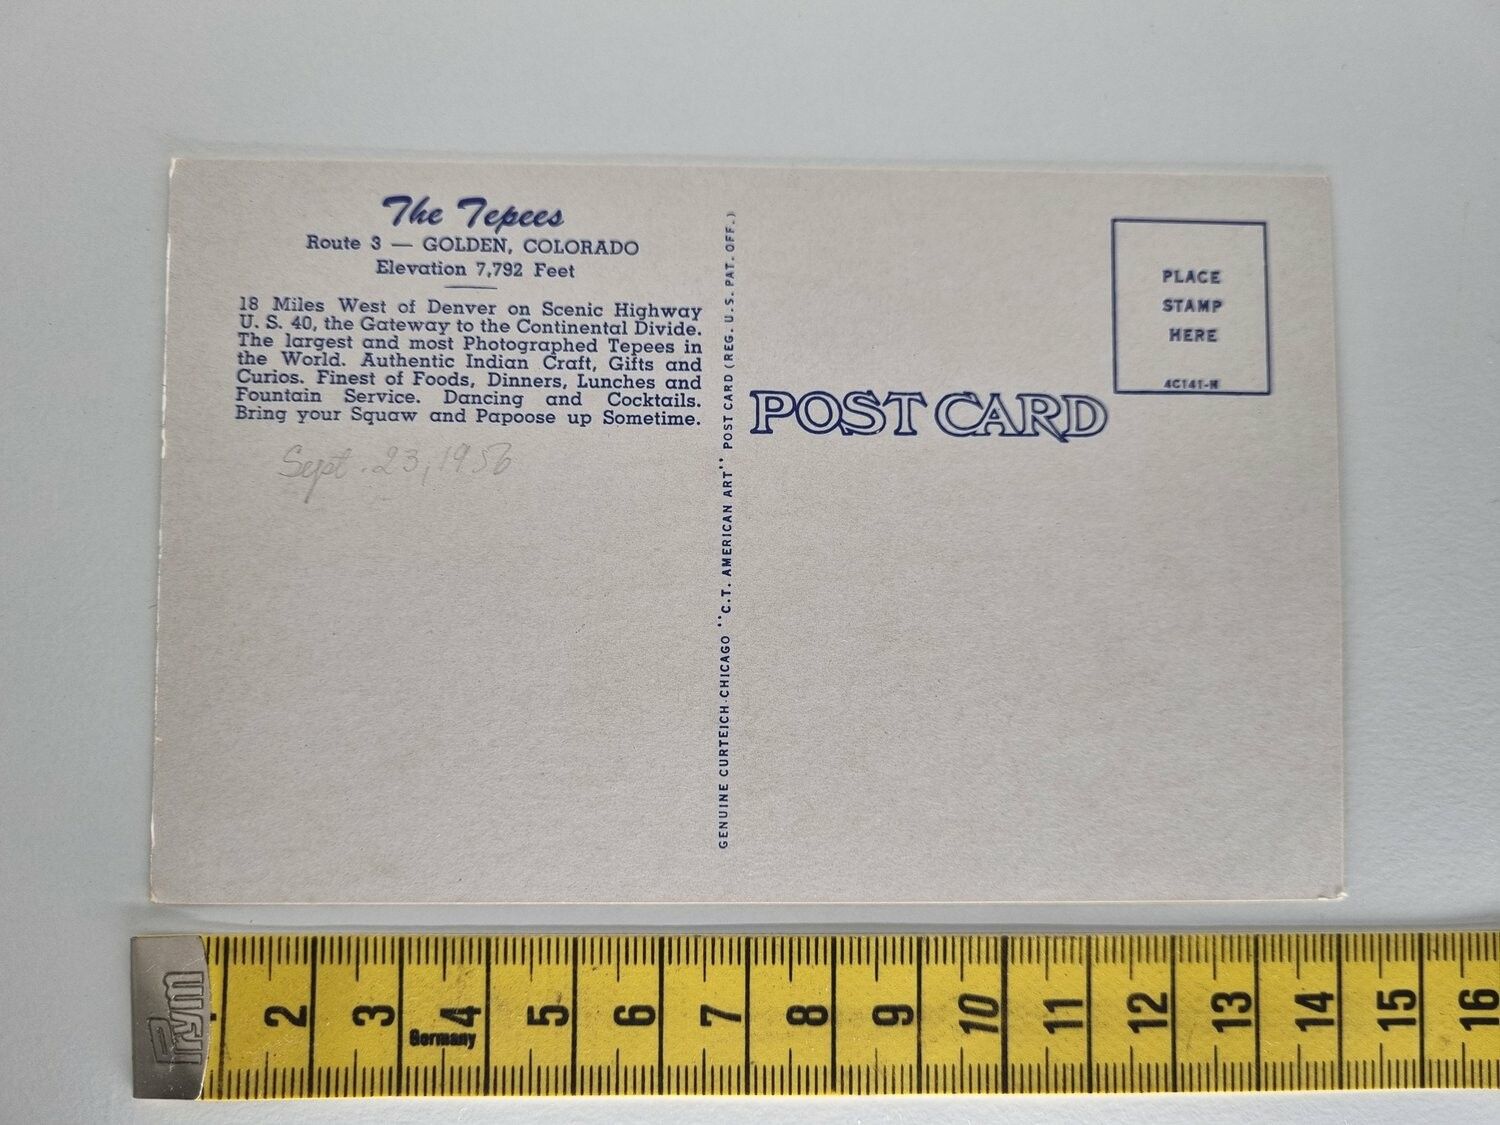 The Tepees
Route 3 — GOLDEN, COLORADO
Elevation 7,792 Feet
18 Miles West of Denver on Scenic Highway
U. S. 40, the Gateway to the Continental Divide.
The largest and most Photographed Tepees in
the World. Authentic Indian Craft, Gifts and
Curios. Finest of Foods, Dinners, Lunches and
Fountain Service. Dancing and Cocktails.
Bring your Squaw and Papoose up Sometime.
Sept. 23, 1956
GENUINE CURTEICH-CHICAGO "C.T. AMERICAN ART" POST CARD (REG. U.S. PAT. OFF.)
POST CARD
PLACE
STAMP
HERE
4C141-N
Prym
2 3 4 5 6 7 8 9 10 11 12 13 14 15 16
Germany